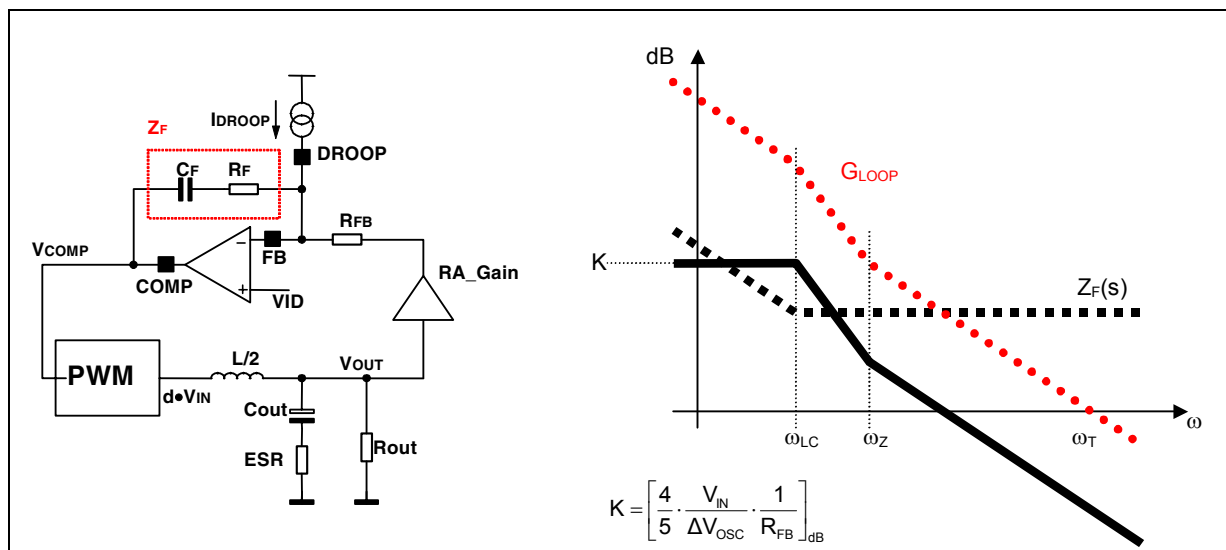 IDROOP
ZF
DROOP
CF
RF
RFB
VCOMP
COMP
FB
RA_Gain
VID
PWM
L/2
VOUT
d•VIN
Cout
ESR
Rout
dB
GLOOP
K
ZF(s)
ωLC
ωZ
ωT
ω
K = [4/5 · VIN/ΔVOSC · 1/RFB]dB